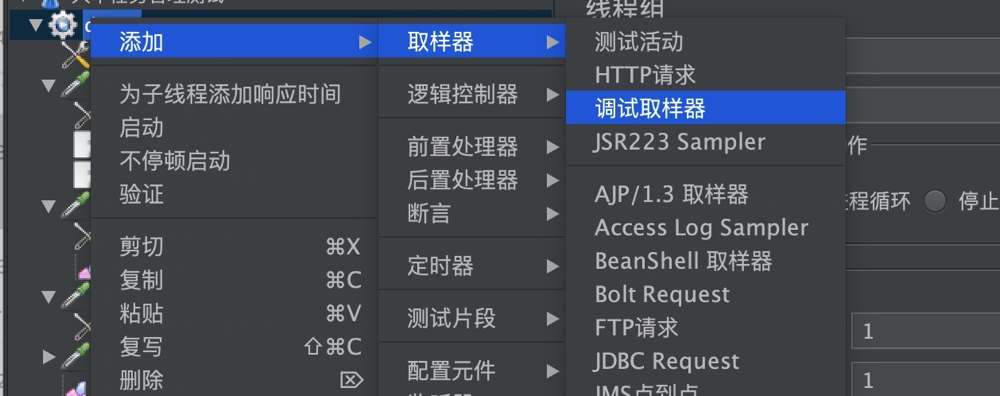 线程组
添加
为子线程添加响应时间
启动
不停顿启动
验证
剪切 ⌘X
复制 ⌘C
粘贴 ⌘V
复写 ⇧⌘C
删除 ⌦
取样器
逻辑控制器
前置处理器
后置处理器
断言
定时器
测试片段
配置元件
测试活动
HTTP请求
调试取样器
JSR223 Sampler
AJP/1.3 取样器
Access Log Sampler
BeanShell 取样器
Bolt Request
FTP请求
JDBC Request
JMS点到点
作
程循环 停止
1
1